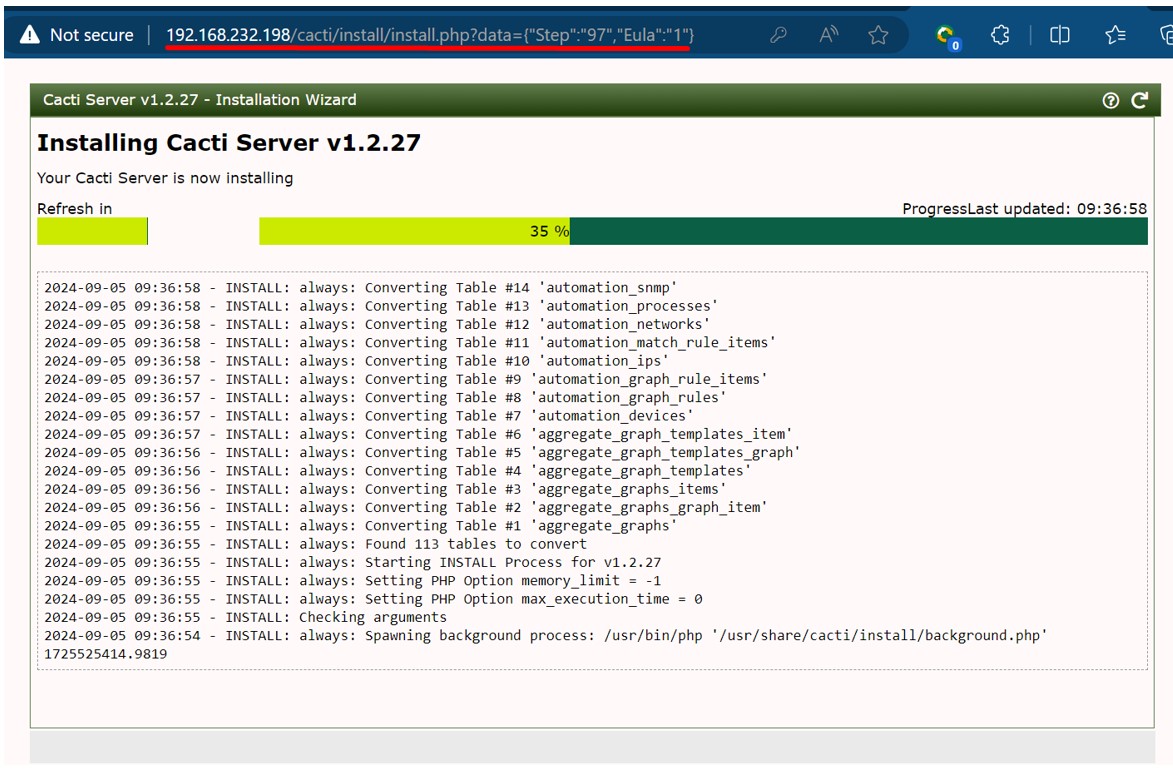 Not secure | 192.168.232.198/cacti/install/install.php?data={"Step":"97","Eula":"1"}
0
Cacti Server v1.2.27 - Installation Wizard
Installing Cacti Server v1.2.27
Your Cacti Server is now installing
Refresh in ProgressLast updated: 09:36:58
35 %
2024-09-05 09:36:58 - INSTALL: always: Converting Table #14 'automation_snmp'
2024-09-05 09:36:58 - INSTALL: always: Converting Table #13 'automation_processes'
2024-09-05 09:36:58 - INSTALL: always: Converting Table #12 'automation_networks'
2024-09-05 09:36:58 - INSTALL: always: Converting Table #11 'automation_match_rule_items'
2024-09-05 09:36:58 - INSTALL: always: Converting Table #10 'automation_ips'
2024-09-05 09:36:57 - INSTALL: always: Converting Table #9 'automation_graph_rule_items'
2024-09-05 09:36:57 - INSTALL: always: Converting Table #8 'automation_graph_rules'
2024-09-05 09:36:57 - INSTALL: always: Converting Table #7 'automation_devices'
2024-09-05 09:36:57 - INSTALL: always: Converting Table #6 'aggregate_graph_templates_item'
2024-09-05 09:36:56 - INSTALL: always: Converting Table #5 'aggregate_graph_templates_graph'
2024-09-05 09:36:56 - INSTALL: always: Converting Table #4 'aggregate_graph_templates'
2024-09-05 09:36:56 - INSTALL: always: Converting Table #3 'aggregate_graphs_items'
2024-09-05 09:36:56 - INSTALL: always: Converting Table #2 'aggregate_graphs_graph_item'
2024-09-05 09:36:55 - INSTALL: always: Converting Table #1 'aggregate_graphs'
2024-09-05 09:36:55 - INSTALL: always: Found 113 tables to convert
2024-09-05 09:36:55 - INSTALL: always: Starting INSTALL Process for v1.2.27
2024-09-05 09:36:55 - INSTALL: always: Setting PHP Option memory_limit = -1
2024-09-05 09:36:55 - INSTALL: always: Setting PHP Option max_execution_time = 0
2024-09-05 09:36:55 - INSTALL: Checking arguments
2024-09-05 09:36:54 - INSTALL: always: Spawning background process: /usr/bin/php '/usr/share/cacti/install/background.php'
1725525414.9819